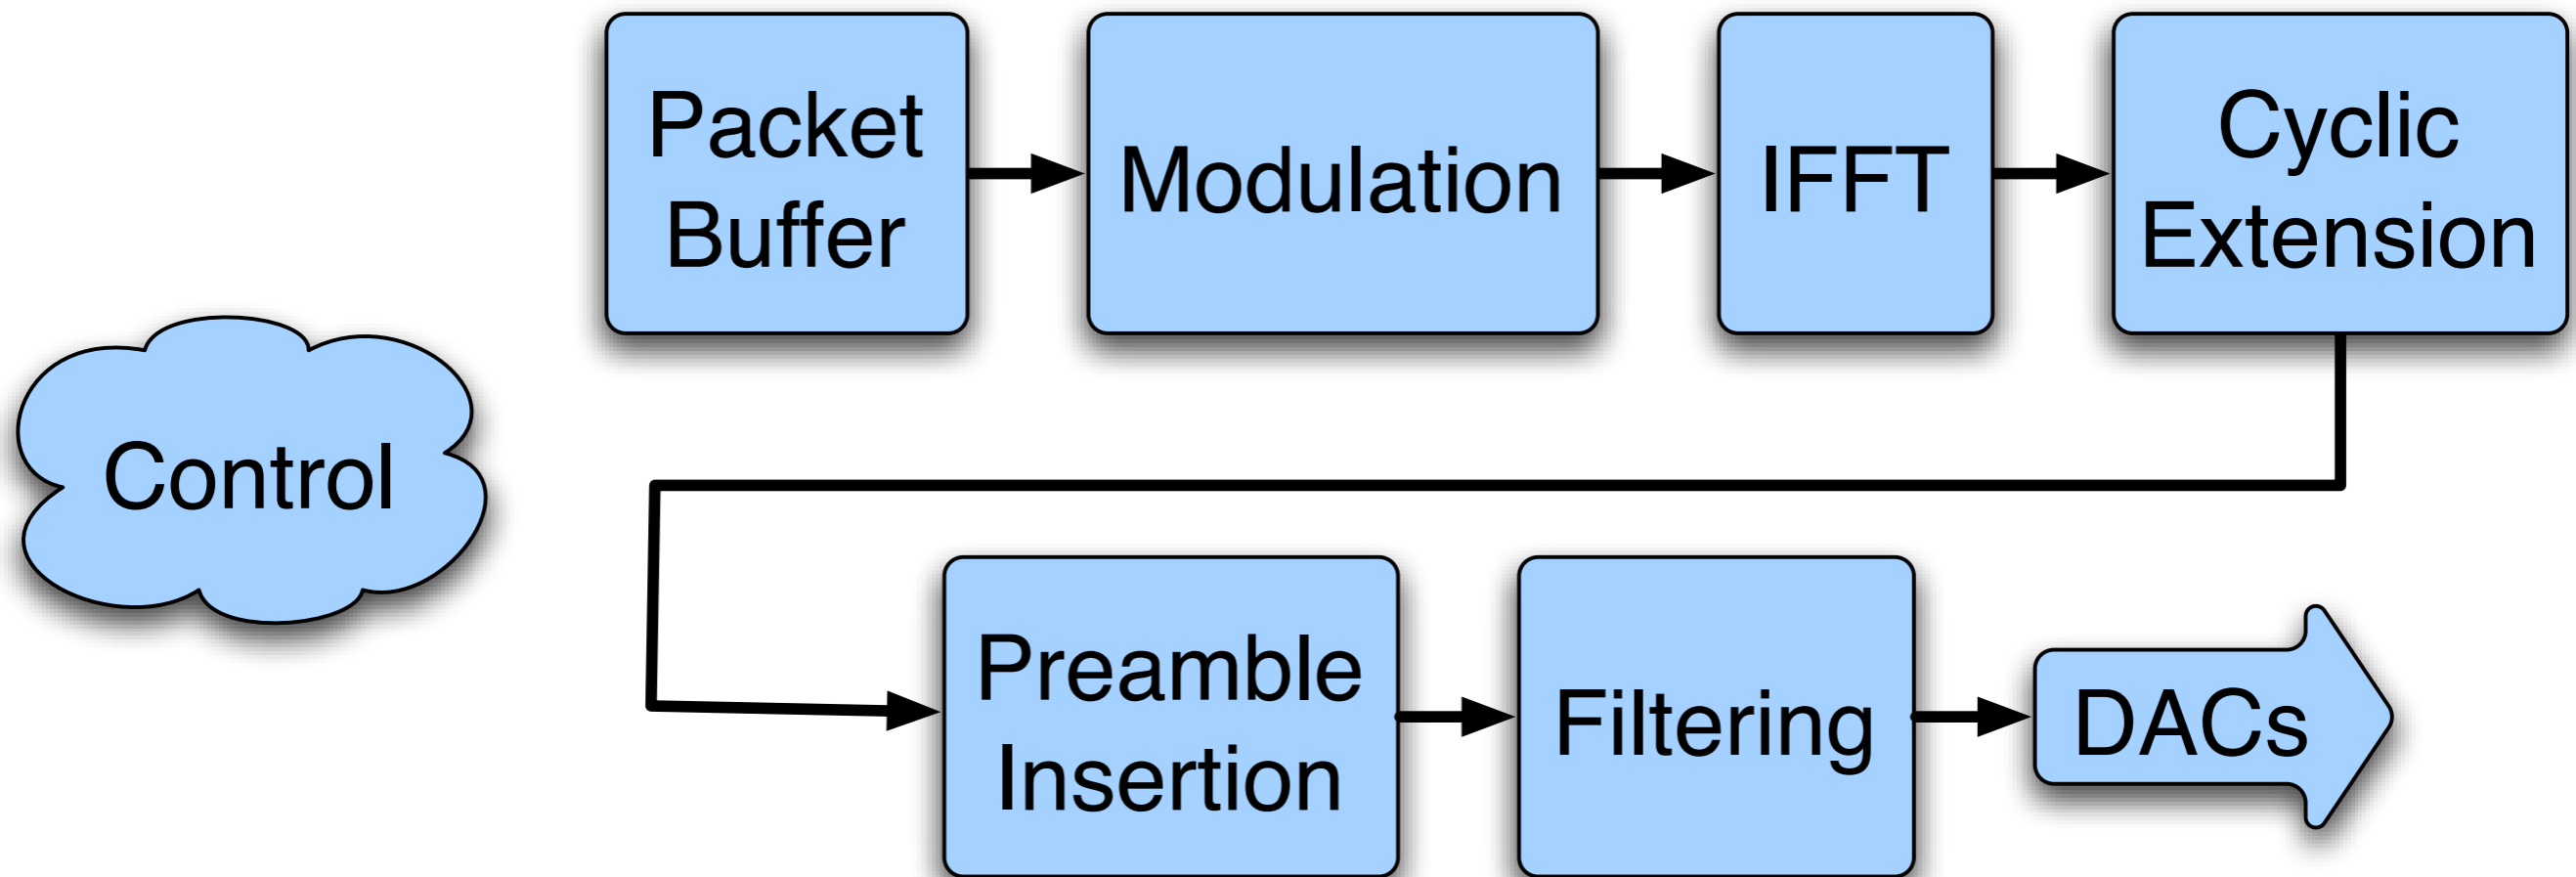 Packet
Buffer
Modulation
IFFT
Cyclic
Extension
Control
Preamble
Insertion
Filtering
DACs